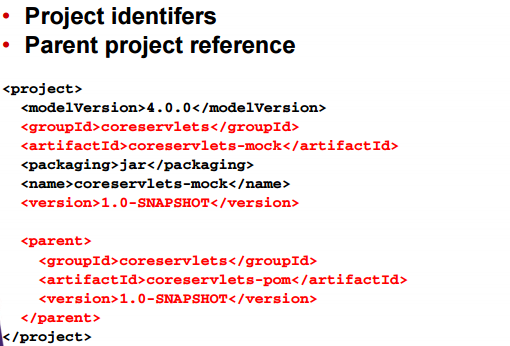 • Project identifers
• Parent project reference
<project>
<modelVersion>4.0.0</modelVersion>
<groupId>coreservlets</groupId>
<artifactId>coreservlets-mock</artifactId>
<packaging>jar</packaging>
<name>coreservlets-mock</name>
<version>1.0-SNAPSHOT</version>
<parent>
<groupId>coreservlets</groupId>
<artifactId>coreservlets-pom</artifactId>
<version>1.0-SNAPSHOT</version>
</parent>
</project>